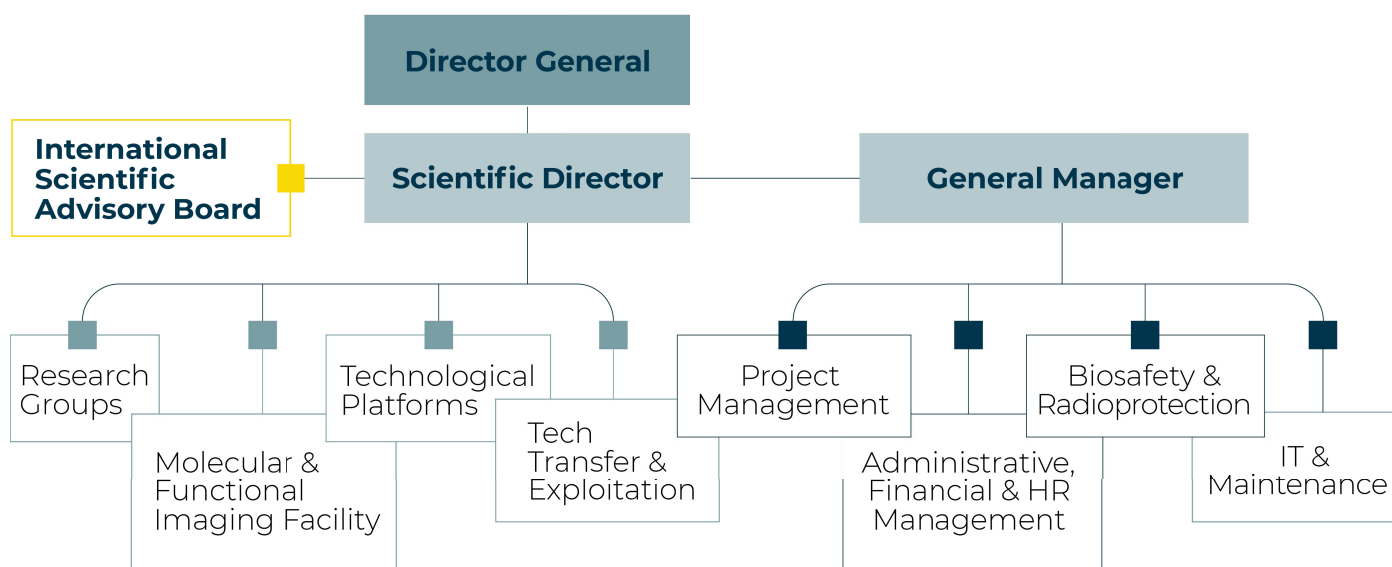 Director General
International
Scientific
Advisory Board
Scientific Director
General Manager
Research
Groups
Molecular &
Functional
Imaging Facility
Technological
Platforms
Tech
Transfer &
Exploitation
Project
Management
Administrative,
Financial & HR
Management
Biosafety &
Radioprotection
IT &
Maintenance